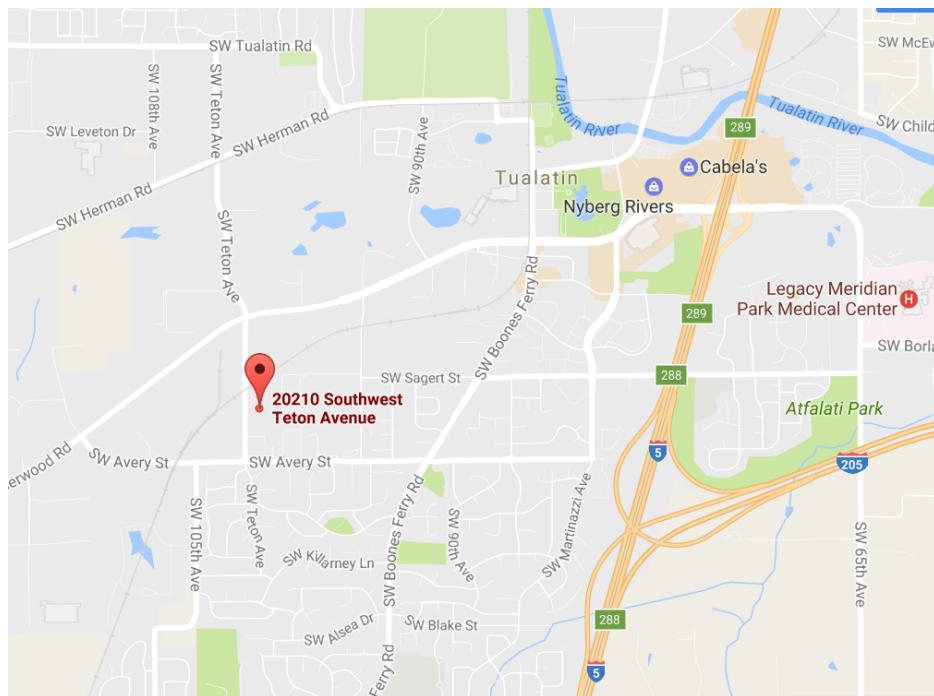 SW Tualatin Rd
SW McEw
SW 108th Ave
SW Teton Ave
SW Leveton Dr
SW Herman Rd
SW 90th Ave
Tualatin River
Tualatin River
289
SW Child
Cabela's
Tualatin
Nyberg Rivers
SW Herman Rd
SW Teton Ave
SW Boones Ferry Rd
Legacy Meridian
Park Medical Center
H
289
SW Borla
SW Sagert St
288
20210 Southwest
Teton Avenue
Atfalati Park
erwood Rd
SW Avery St
SW Avery St
5
205
SW 105th Ave
SW Teton Ave
SW Boones Ferry Rd
SW 90th Ave
SW Martinazzi Ave
SW 65th Ave
SW Killarney Ln
SW Alsea Dr
SW Blake St
288
Ferry Rd
5